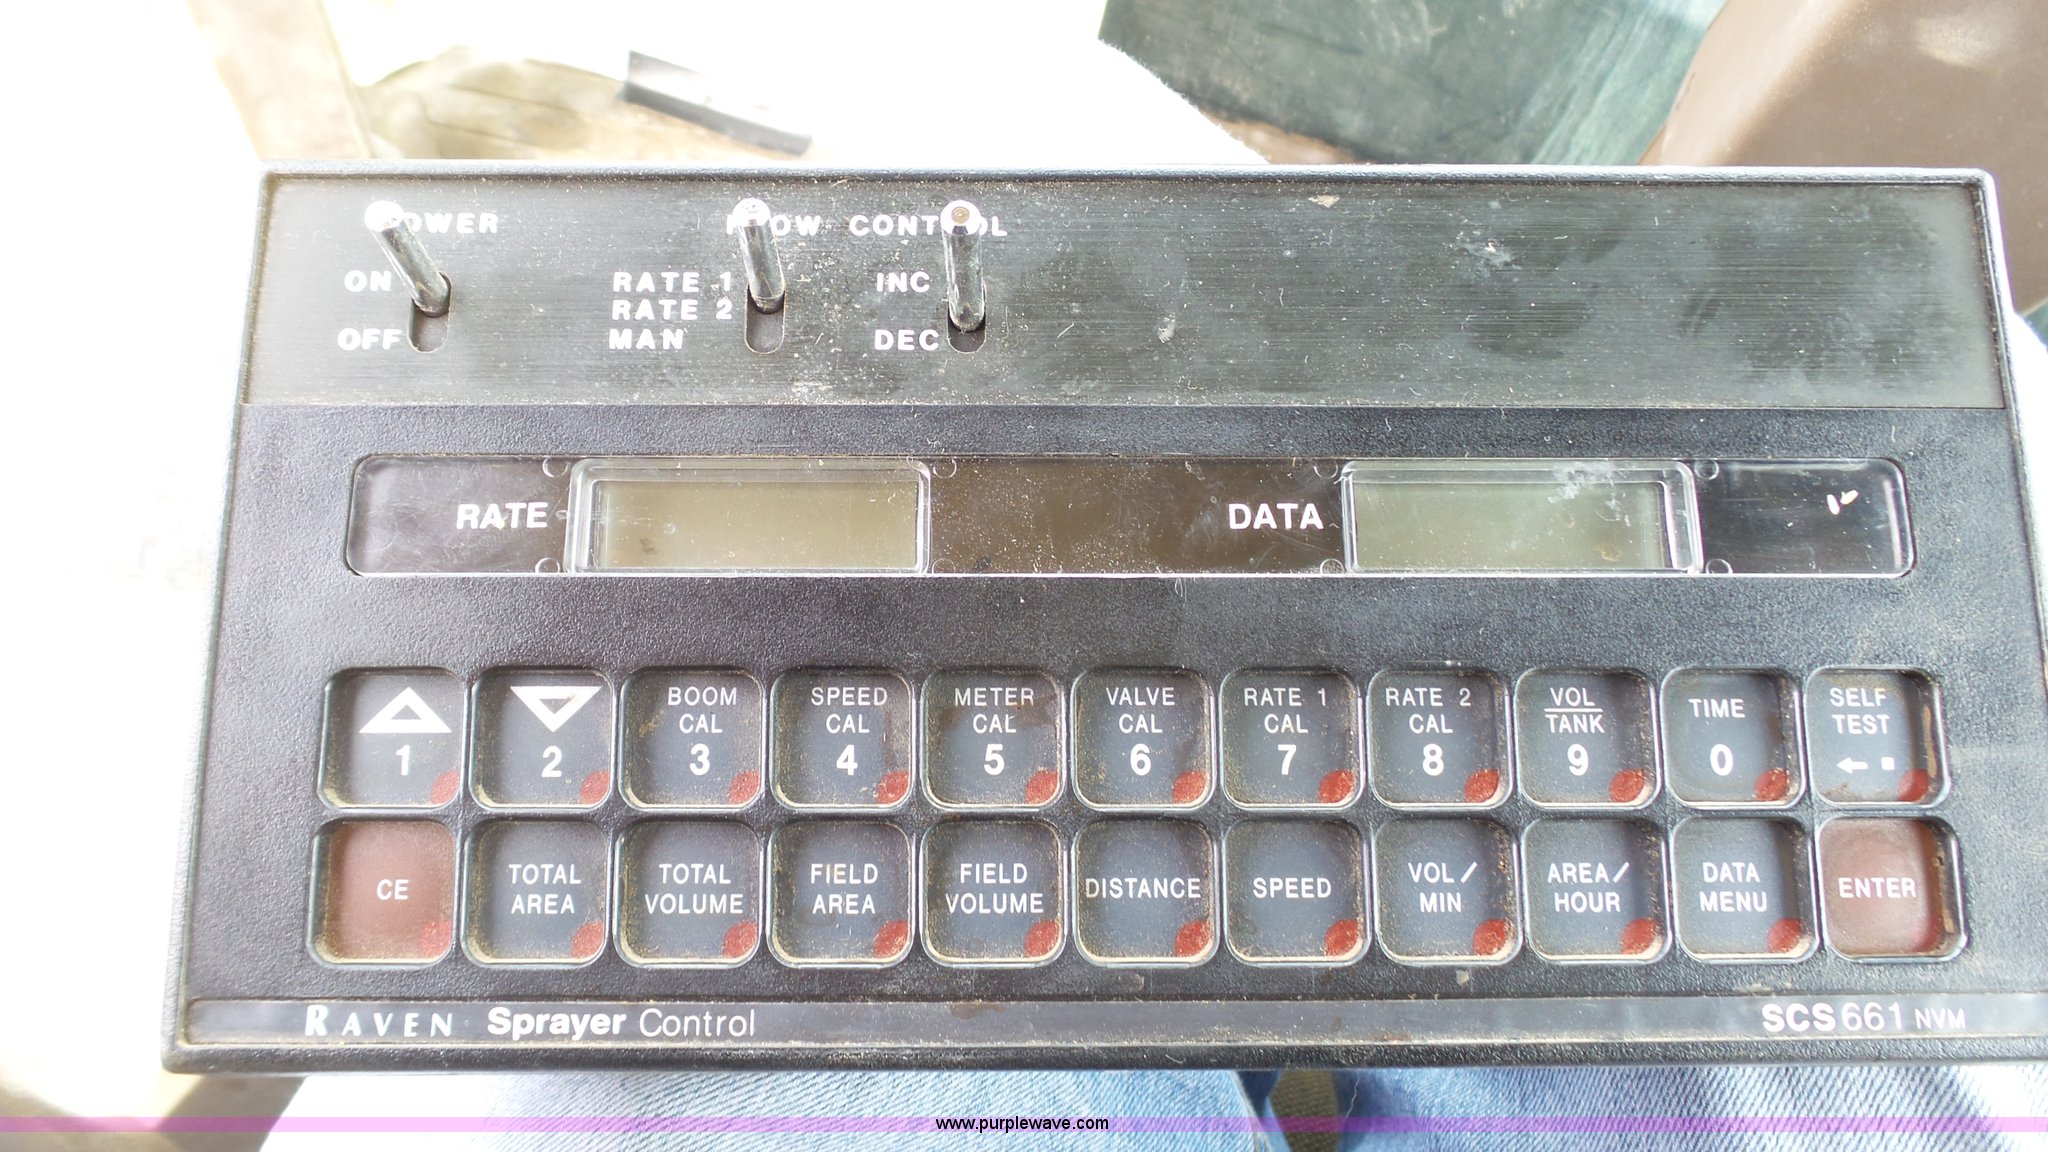 POWER
FLOW CONTROL
ON
RATE 1
INC
RATE 2
OFF
MAN
DEC
RATE
DATA
1
2
BOOM
CAL
3
SPEED
CAL
4
METER
CAL
5
VALVE
CAL
6
RATE 1
CAL
7
RATE 2
CAL
8
VOL
TANK
9
TIME
0
SELF
TEST
CE
TOTAL
AREA
TOTAL
VOLUME
FIELD
AREA
FIELD
VOLUME
DISTANCE
SPEED
VOL/
MIN
AREA/
HOUR
DATA
MENU
ENTER
RAVEN Sprayer Control
SCS 661 NVM
www.purplewave.com